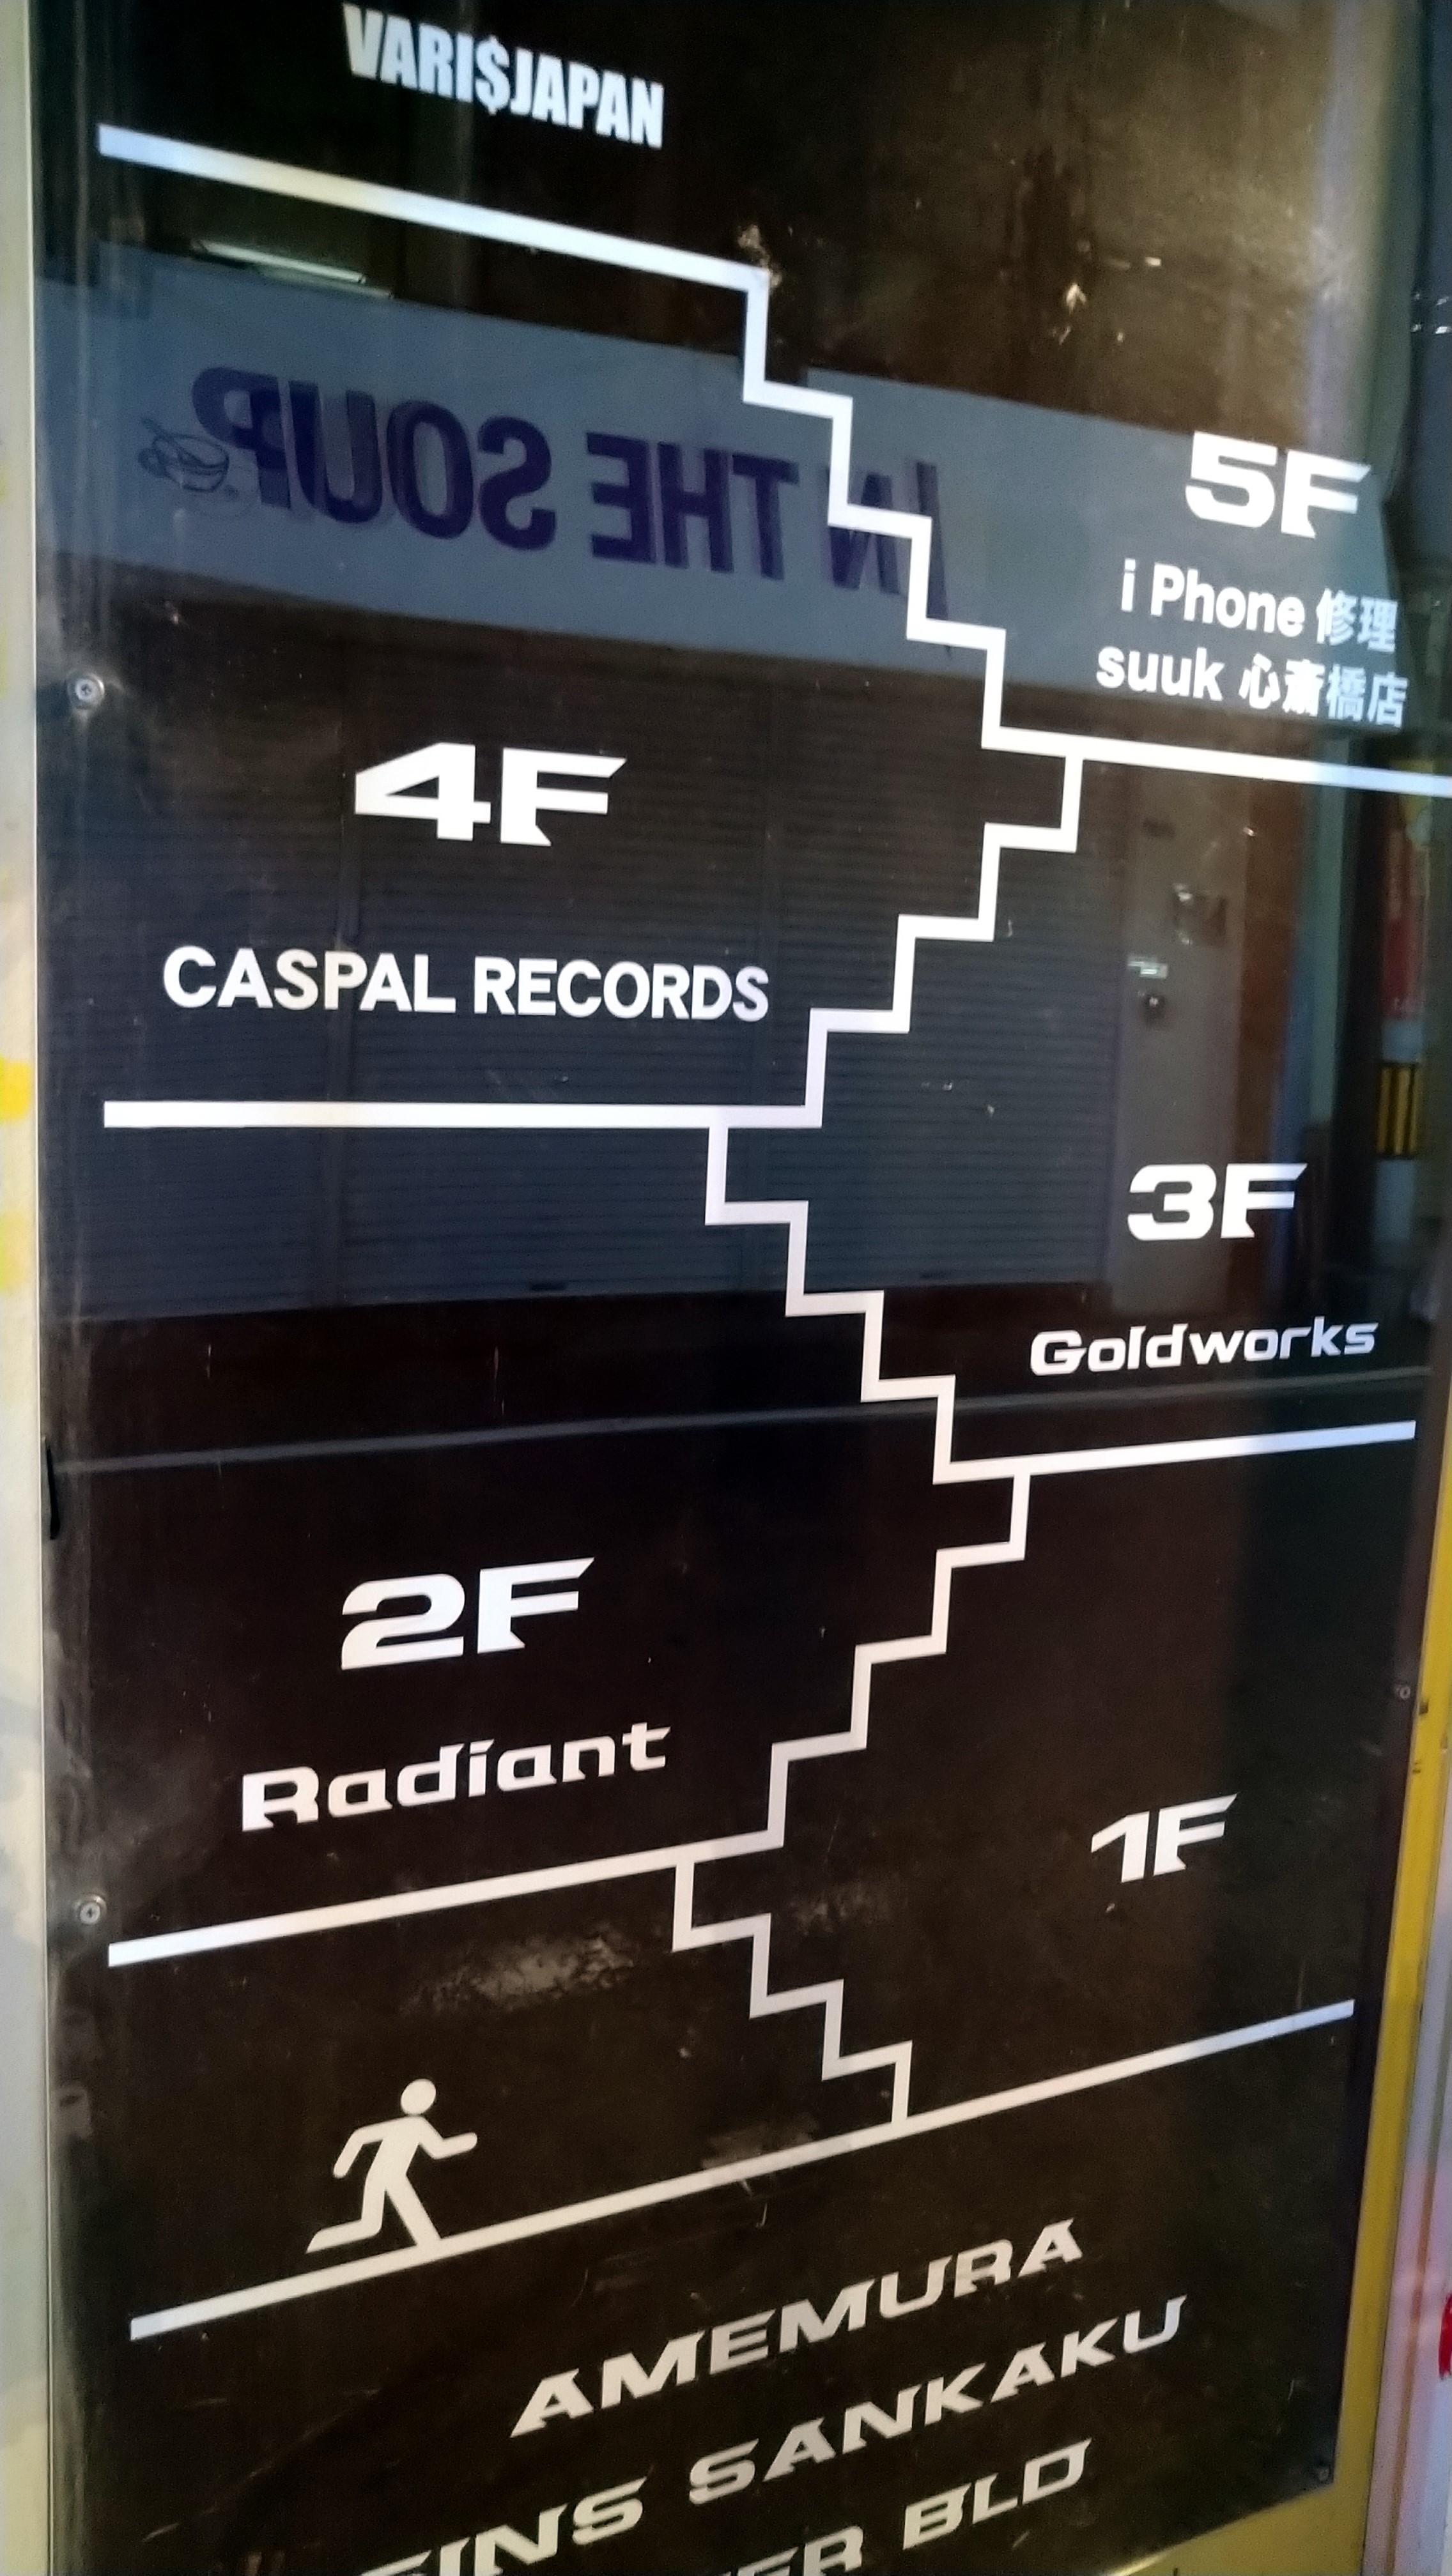 VARI$JAPAN
IN THE SOUP
5F
i Phone 修理
suuk 心斎橋店
4F
CASPAL RECORDS
3F
Goldworks
2F
Radiant
1F
AMEMURA
SANKAKU
BLD